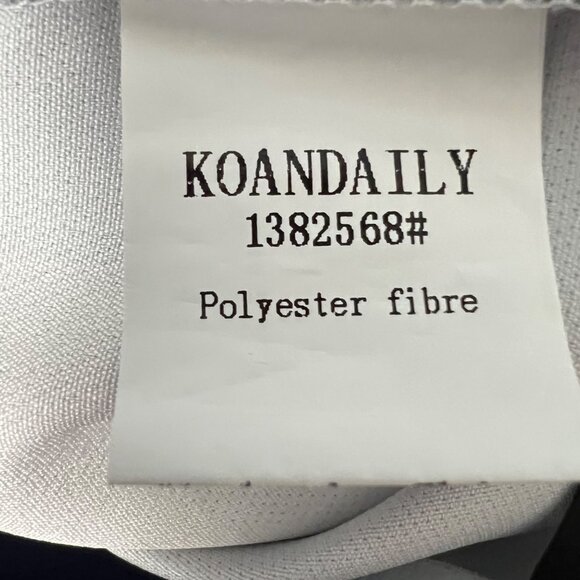 KOANDAILY
1382568#
Polyester fibre